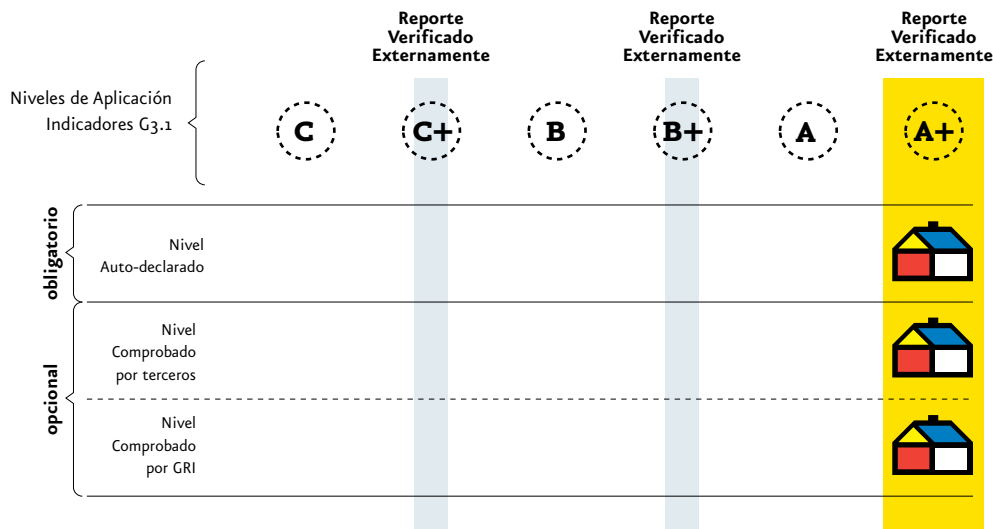 Reporte
Verificado
Externamente
Reporte
Verificado
Externamente
Reporte
Verificado
Externamente
Niveles de Aplicación
Indicadores G3.1
C
C+
B
B+
A
A+
obligatorio
Nivel
Auto-declarado
opcional
Nivel
Comprobado
por terceros
Nivel
Comprobado
por GRI